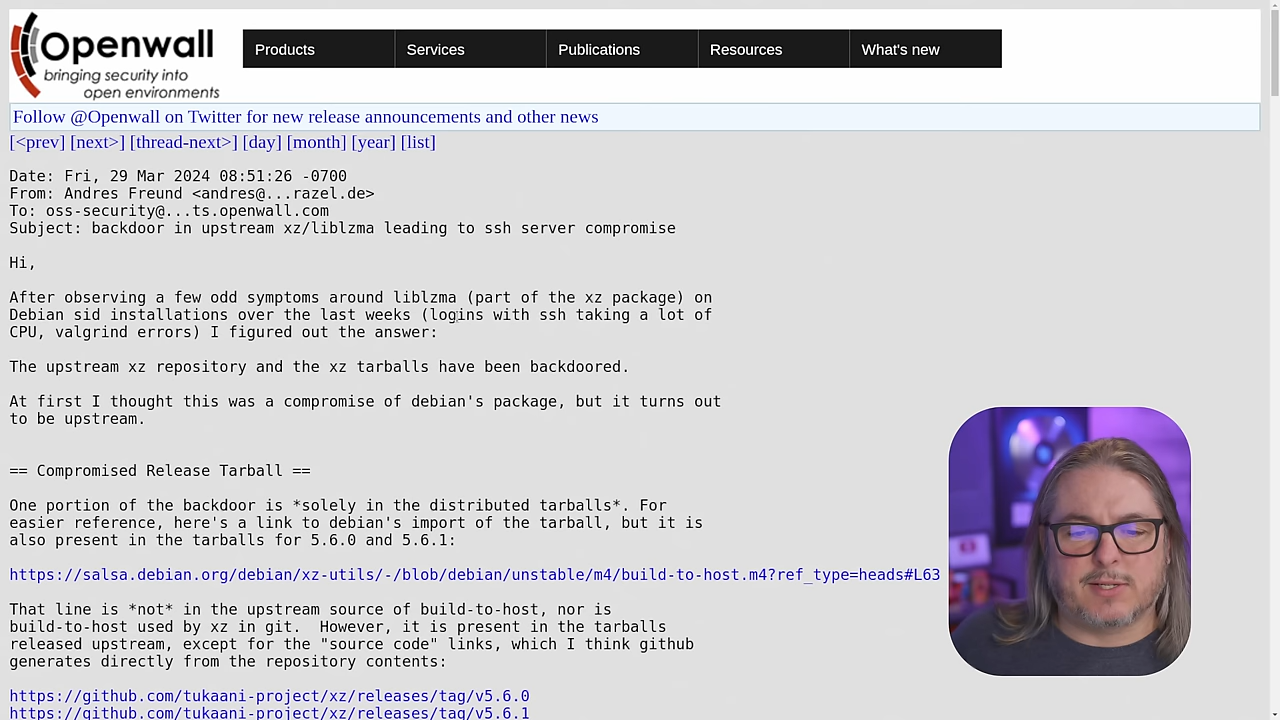 Openwall
bringing security into
open environments
Products
Services
Publications
Resources
What's new
Follow @Openwall on Twitter for new release announcements and other news
[<prev] [next>] [thread-next>] [day] [month] [year] [list]
Date: Fri, 29 Mar 2024 08:51:26 -0700
From: Andres Freund <andres@...razel.de>
To: oss-security@...ts.openwall.com
Subject: backdoor in upstream xz/liblzma leading to ssh server compromise
Hi,
After observing a few odd symptoms around liblzma (part of the xz package) on
Debian sid installations over the last weeks (logins with ssh taking a lot of
CPU, valgrind errors) I figured out the answer:
The upstream xz repository and the xz tarballs have been backdoored.
At first I thought this was a compromise of debian's package, but it turns out
to be upstream.
== Compromised Release Tarball ==
One portion of the backdoor is *solely in the distributed tarballs*. For
easier reference, here's a link to debian's import of the tarball, but it is
also present in the tarballs for 5.6.0 and 5.6.1:
https://salsa.debian.org/debian/xz-utils/-/blob/debian/unstable/m4/build-to-host.m4?ref_type=heads#L63
That line is *not* in the upstream source of build-to-host, nor is
build-to-host used by xz in git.  However, it is present in the tarballs
released upstream, except for the "source code" links, which I think github
generates directly from the repository contents:
https://github.com/tukaani-project/xz/releases/tag/v5.6.0
https://github.com/tukaani-project/xz/releases/tag/v5.6.1